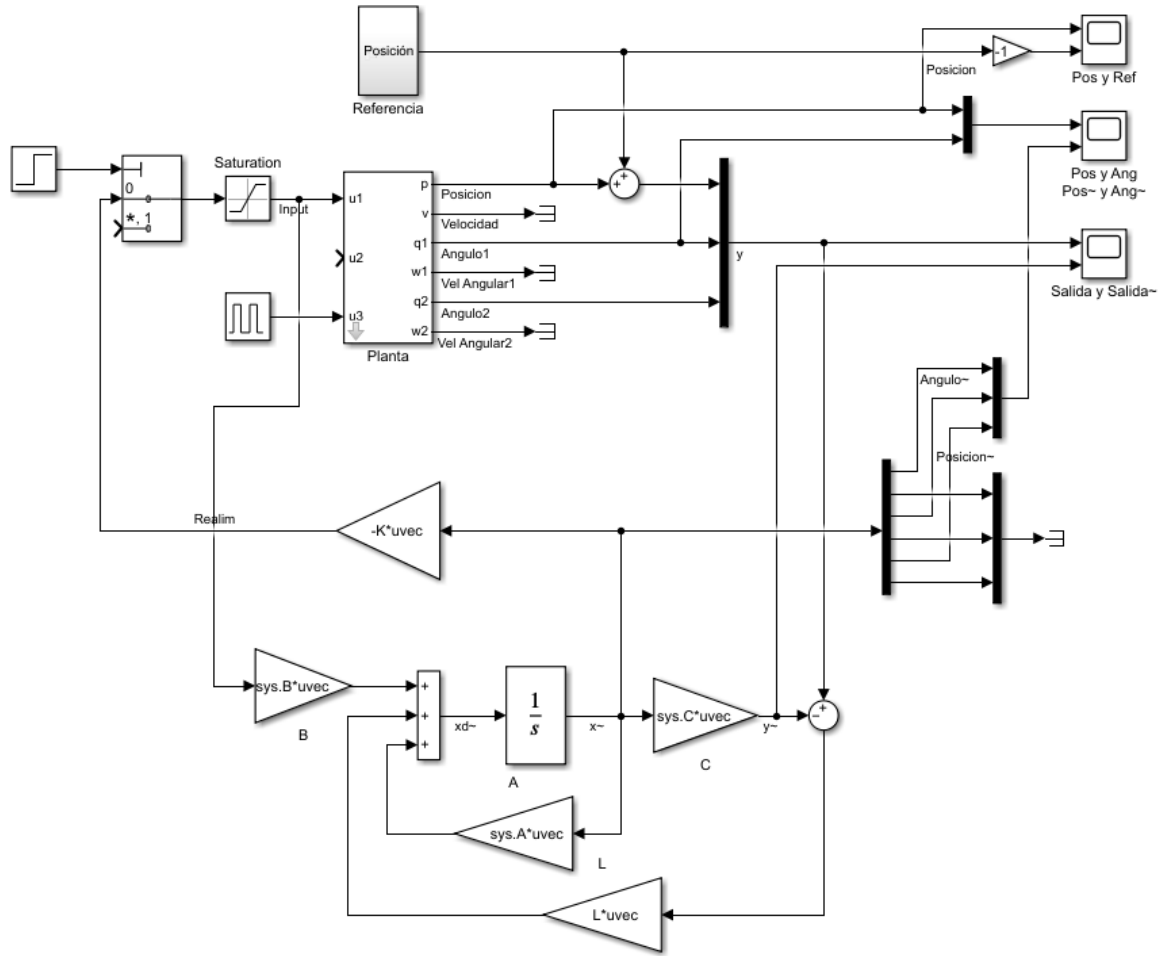 Posición
Referencia
-1
Posicion
Pos y Ref
Pos y Ang
Pos~ y Ang~
Salida y Salida~
0
*, 1
Saturation
Input
u1
u2
u3
p
v
q1
w1
q2
w2
Planta
Posicion
Velocidad
Angulo1
Vel Angular1
Angulo2
Vel Angular2
+
+
y
Angulo~
Posicion~
Realim
-K*uvec
sys.B*uvec
B
+
+
+
xd~
1
s
x~
A
sys.C*uvec
C
y~
+
-
sys.A*uvec
L
L*uvec